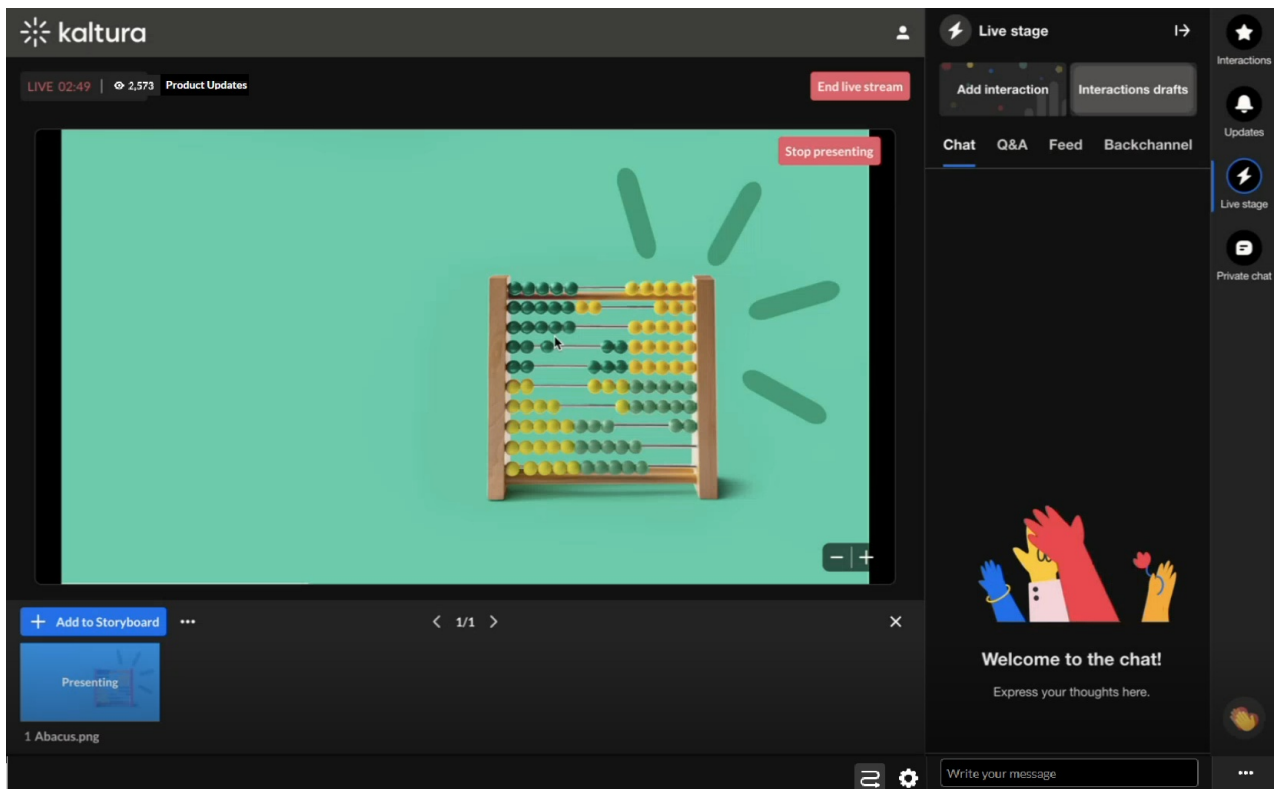 kaltura
LIVE 02:49 | 2,573 Product Updates
End live stream
Stop presenting
+ Add to Storyboard ...
< 1/1 >
Presenting
1 Abacus.png
Live stage
Add interaction
Interactions drafts
Chat Q&A Feed Backchannel
Welcome to the chat!
Express your thoughts here.
Write your message
Interactions
Updates
Live stage
Private chat